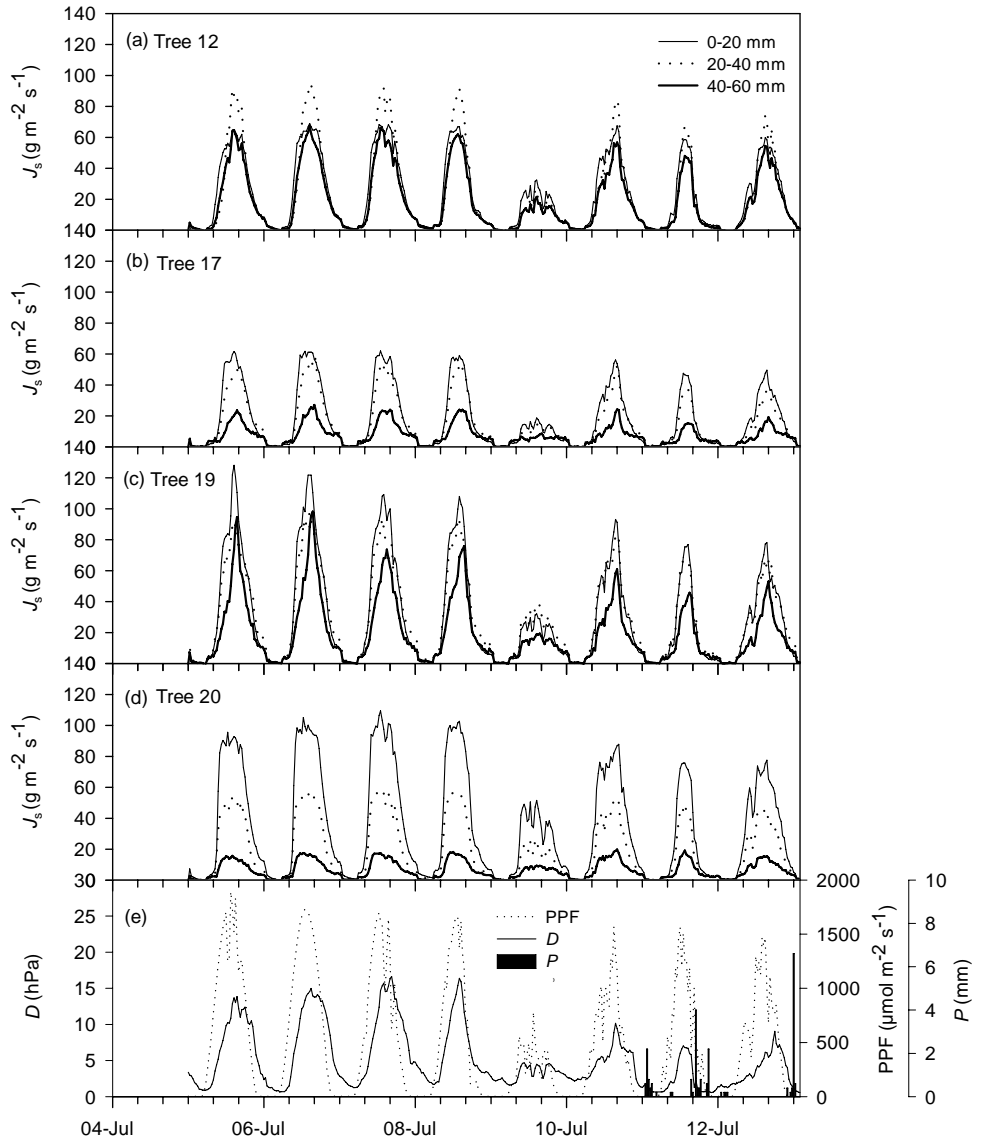 140
120
100
80
60
40
20
0
J_s (g m^-2 s^-1)
(a) Tree 12
0-20 mm
20-40 mm
40-60 mm
140
120
100
80
60
40
20
0
J_s (g m^-2 s^-1)
(b) Tree 17
140
120
100
80
60
40
20
0
J_s (g m^-2 s^-1)
(c) Tree 19
140
120
100
80
60
40
20
0
J_s (g m^-2 s^-1)
(d) Tree 20
30
25
20
15
10
5
0
D (hPa)
(e)
PPF
D
P
2000
1500
1000
500
0
PPF (µmol m^-2 s^-1)
10
8
6
4
2
0
P (mm)
04-Jul 06-Jul 08-Jul 10-Jul 12-Jul